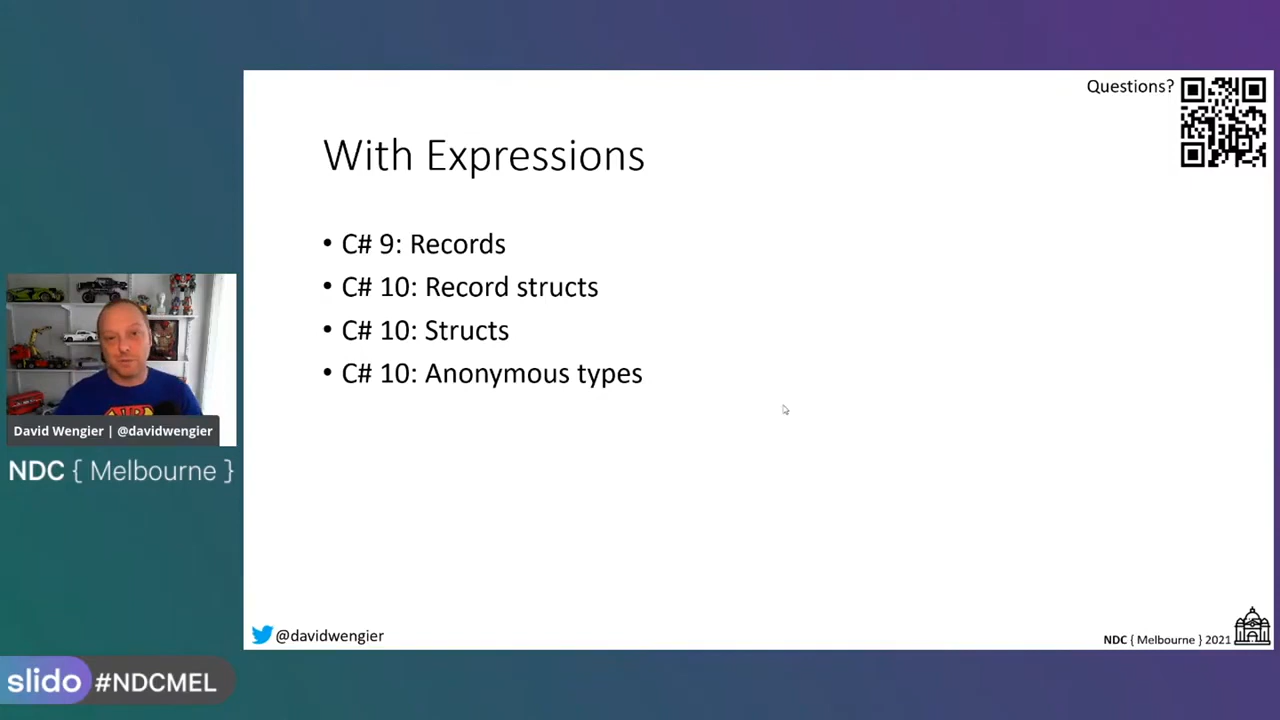 Questions?
With Expressions
• C# 9: Records
• C# 10: Record structs
• C# 10: Structs
• C# 10: Anonymous types
David Wengier | @davidwengier
NDC { Melbourne }
@davidwengier
NDC { Melbourne } 2021
slido #NDCMEL